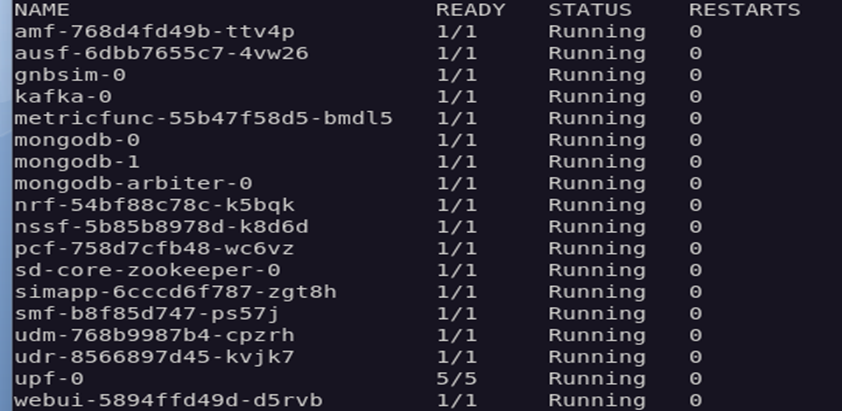 NAME READY STATUS RESTARTS
amf-768d4fd49b-ttv4p 1/1 Running 0
ausf-6dbb7655c7-4vw26 1/1 Running 0
gnbsim-0 1/1 Running 0
kafka-0 1/1 Running 0
metricfunc-55b47f58d5-bmdl5 1/1 Running 0
mongodb-0 1/1 Running 0
mongodb-1 1/1 Running 0
mongodb-arbiter-0 1/1 Running 0
nrf-54bf88c78c-k5bqk 1/1 Running 0
nssf-5b85b8978d-k8d6d 1/1 Running 0
pcf-758d7cfb48-wc6vz 1/1 Running 0
sd-core-zookeeper-0 1/1 Running 0
simapp-6cccd6f787-zgt8h 1/1 Running 0
smf-b8f85d747-ps57j 1/1 Running 0
udm-768b9987b4-cpzrh 1/1 Running 0
udr-8566897d45-kvjk7 1/1 Running 0
upf-0 5/5 Running 0
webui-5894ffd49d-d5rvb 1/1 Running 0